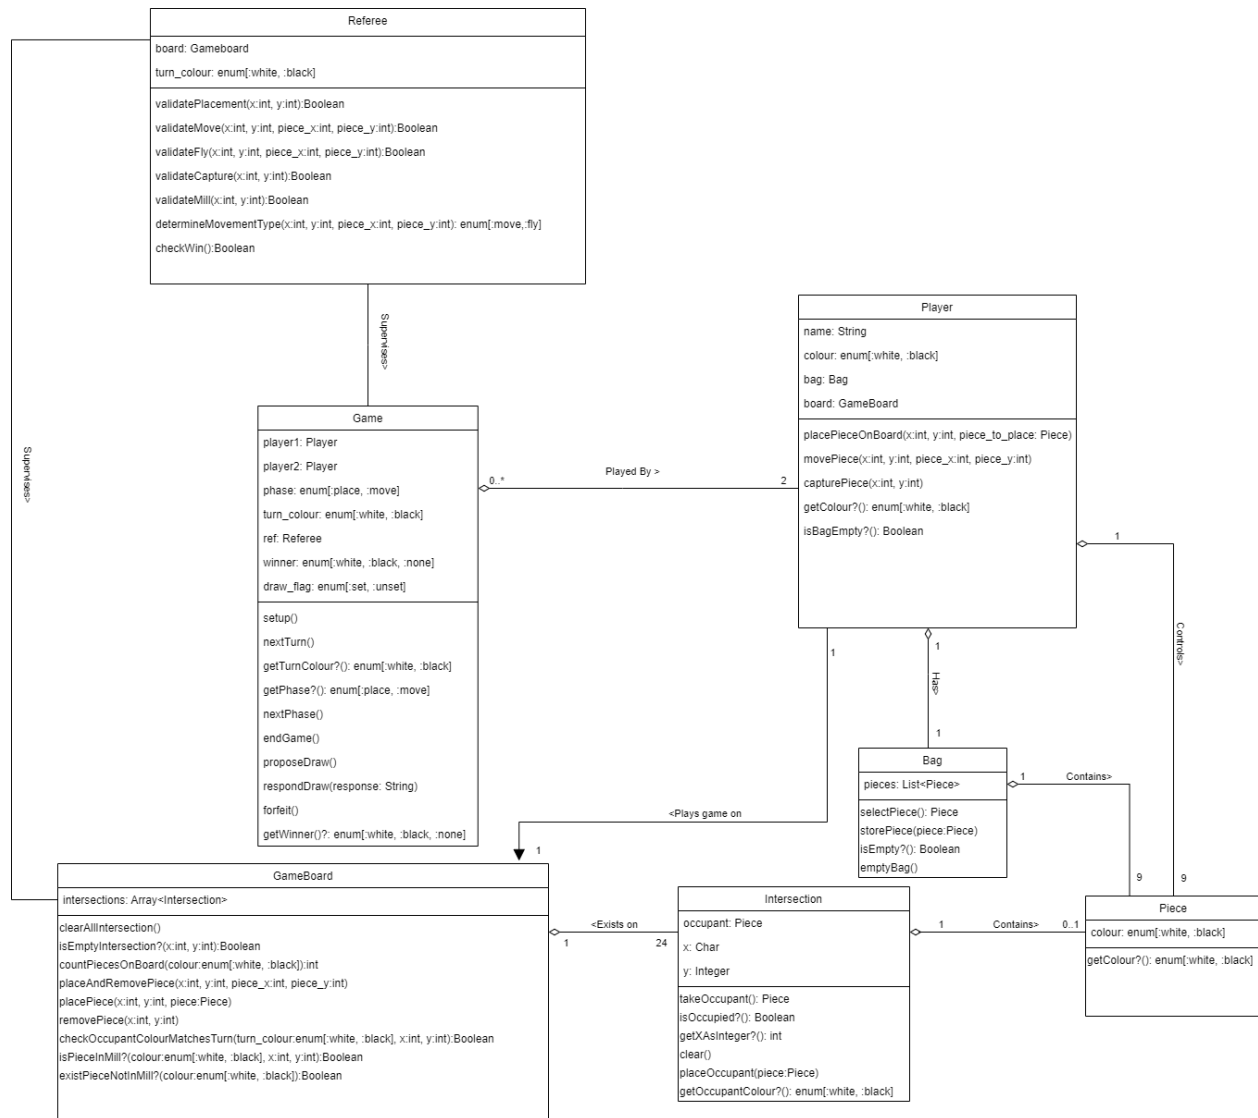 Referee
board: Gameboard
turn_colour: enum[:white, :black]
validatePlacement(x:int, y:int):Boolean
validateMove(x:int, y:int, piece_x:int, piece_y:int):Boolean
validateFly(x:int, y:int, piece_x:int, piece_y:int):Boolean
validateCapture(x:int, y:int):Boolean
validateMill(x:int, y:int):Boolean
determineMovementType(x:int, y:int, piece_x:int, piece_y:int): enum[:move,:fly]
checkWin():Boolean
Supervises>
Supervises>
Game
player1: Player
player2: Player
phase: enum[:place, :move]
turn_colour: enum[:white, :black]
ref: Referee
winner: enum[:white, :black, :none]
draw_flag: enum[:set, :unset]
setup()
nextTurn()
getTurnColour?(): enum[:white, :black]
getPhase?(): enum[:place, :move]
nextPhase()
endGame()
proposeDraw()
respondDraw(response: String)
forfeit()
getWinner()?: enum[:white, :black, :none]
0..*
Played By >
2
Player
name: String
colour: enum[:white, :black]
bag: Bag
board: GameBoard
placePieceOnBoard(x:int, y:int, piece_to_place: Piece)
movePiece(x:int, y:int, piece_x:int, piece_y:int)
capturePiece(x:int, y:int)
getColour?(): enum[:white, :black]
isBagEmpty?(): Boolean
1
Controls>
9
1
Has>
1
1
<Plays game on
1
Bag
pieces: List<Piece>
selectPiece(): Piece
storePiece(piece:Piece)
isEmpty?(): Boolean
emptyBag()
1
Contains>
9
GameBoard
intersections: Array<Intersection>
clearAllIntersection()
isEmptyIntersection?(x:int, y:int):Boolean
countPiecesOnBoard(colour:enum[:white, :black]):int
placeAndRemovePiece(x:int, y:int, piece_x:int, piece_y:int)
placePiece(x:int, y:int, piece:Piece)
removePiece(x:int, y:int)
checkOccupantColourMatchesTurn(turn_colour:enum[:white, :black], x:int, y:int):Boolean
isPieceInMill?(colour:enum[:white, :black], x:int, y:int):Boolean
existPieceNotInMill?(colour:enum[:white, :black]):Boolean
1
<Exists on
24
Intersection
occupant: Piece
x: Char
y: Integer
takeOccupant(): Piece
isOccupied?(): Boolean
getXAsInteger?(): int
clear()
placeOccupant(piece:Piece)
getOccupantColour?(): enum[:white, :black]
1
Contains>
0..1
Piece
colour: enum[:white, :black]
getColour?(): enum[:white, :black]